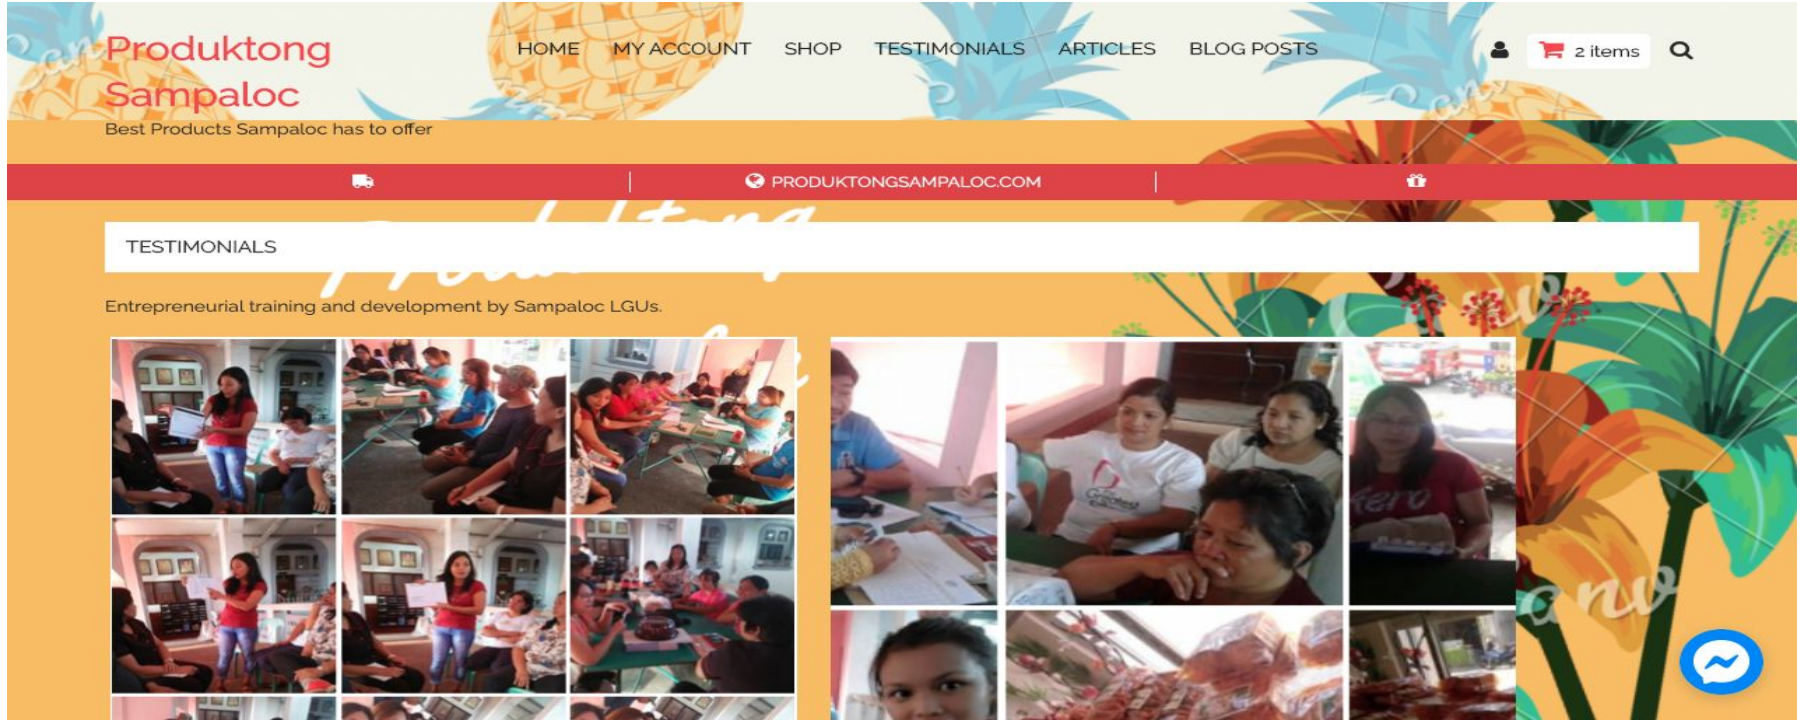 Produktong
Sampaloc
HOME MY ACCOUNT SHOP TESTIMONIALS ARTICLES BLOG POSTS
2 items
Best Products Sampaloc has to offer
PRODUKTONGSAMPALOC.COM
Produktong
TESTIMONIALS
Entrepreneurial training and development by Sampaloc LGUs.